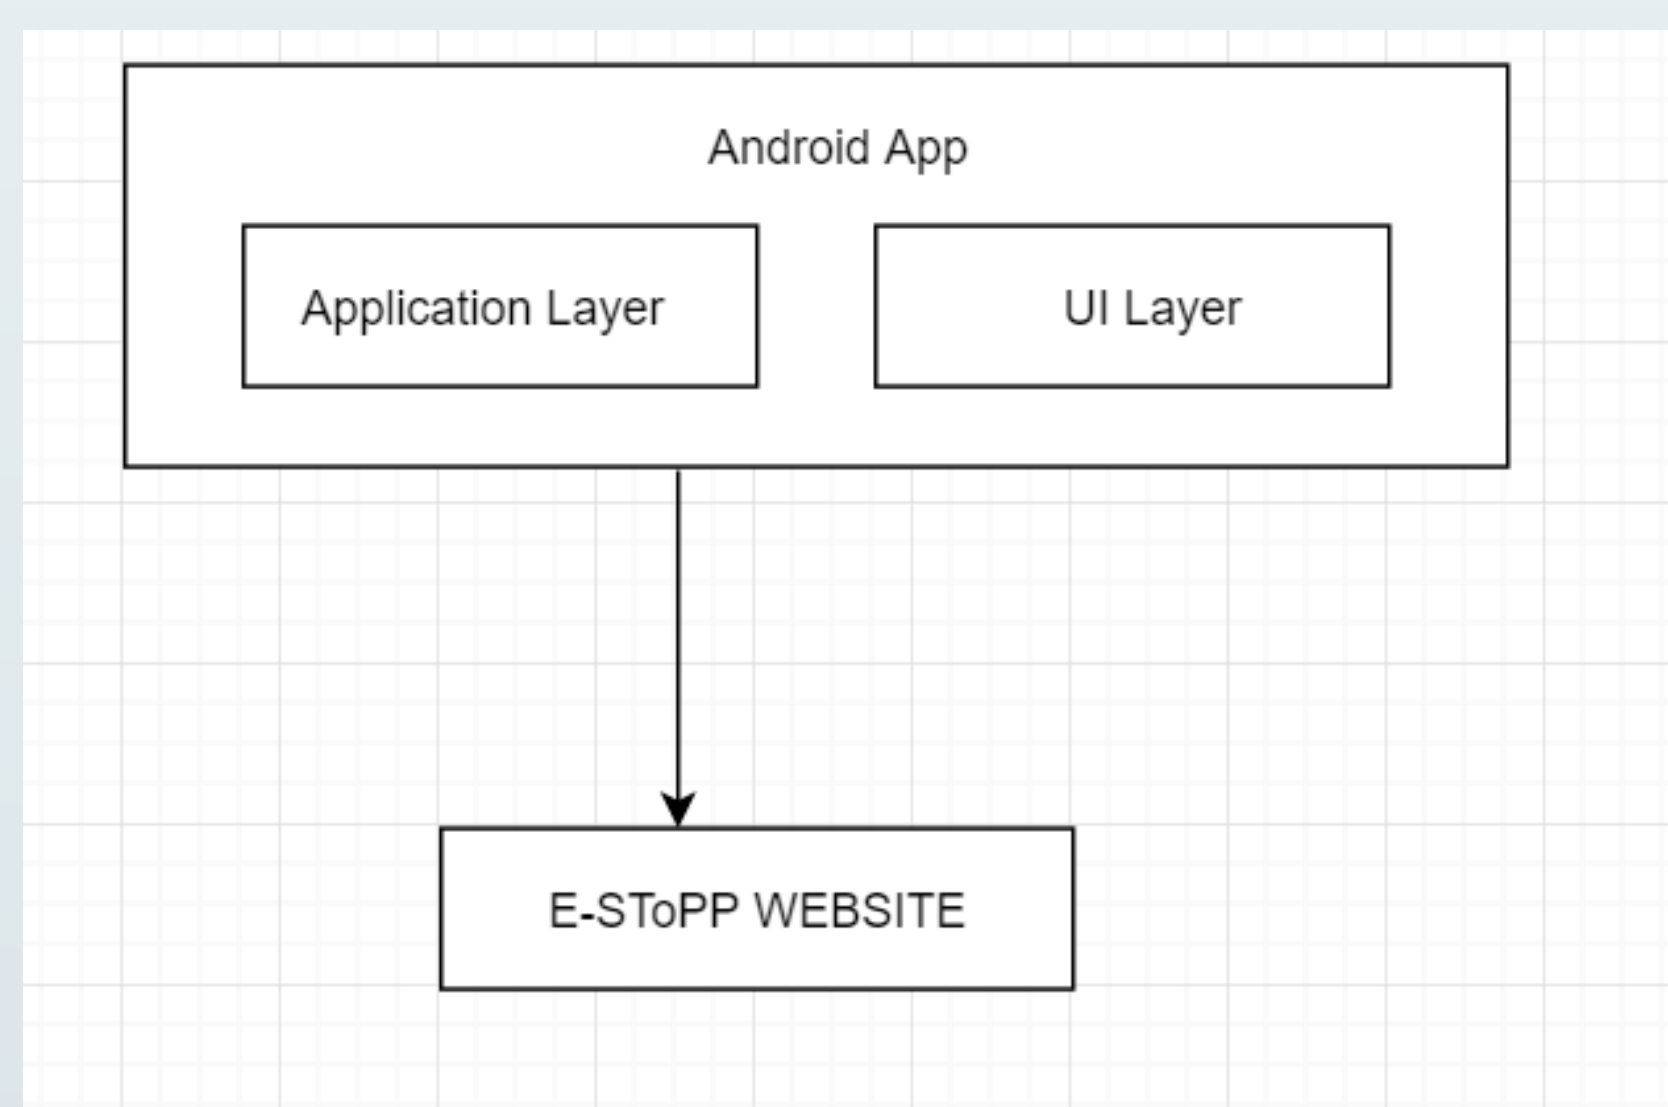 Android App
Application Layer
UI Layer
E-SToPP WEBSITE